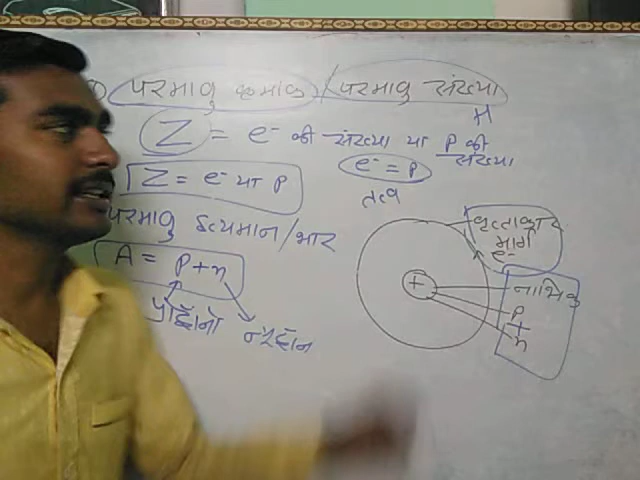 परमाणु क्रमांक / परमाणु संख्या
H
Z = e⁻ की संख्या या p की संख्या
e⁻ = p
Z = e⁻ या p
तत्व
परमाणु द्रव्यमान/भार
A = p+n
प्रोटॉनो
न्यूट्रॉन
वृत्ताकार
मार्ग
e⁻
+
नाभिक
p
+
n